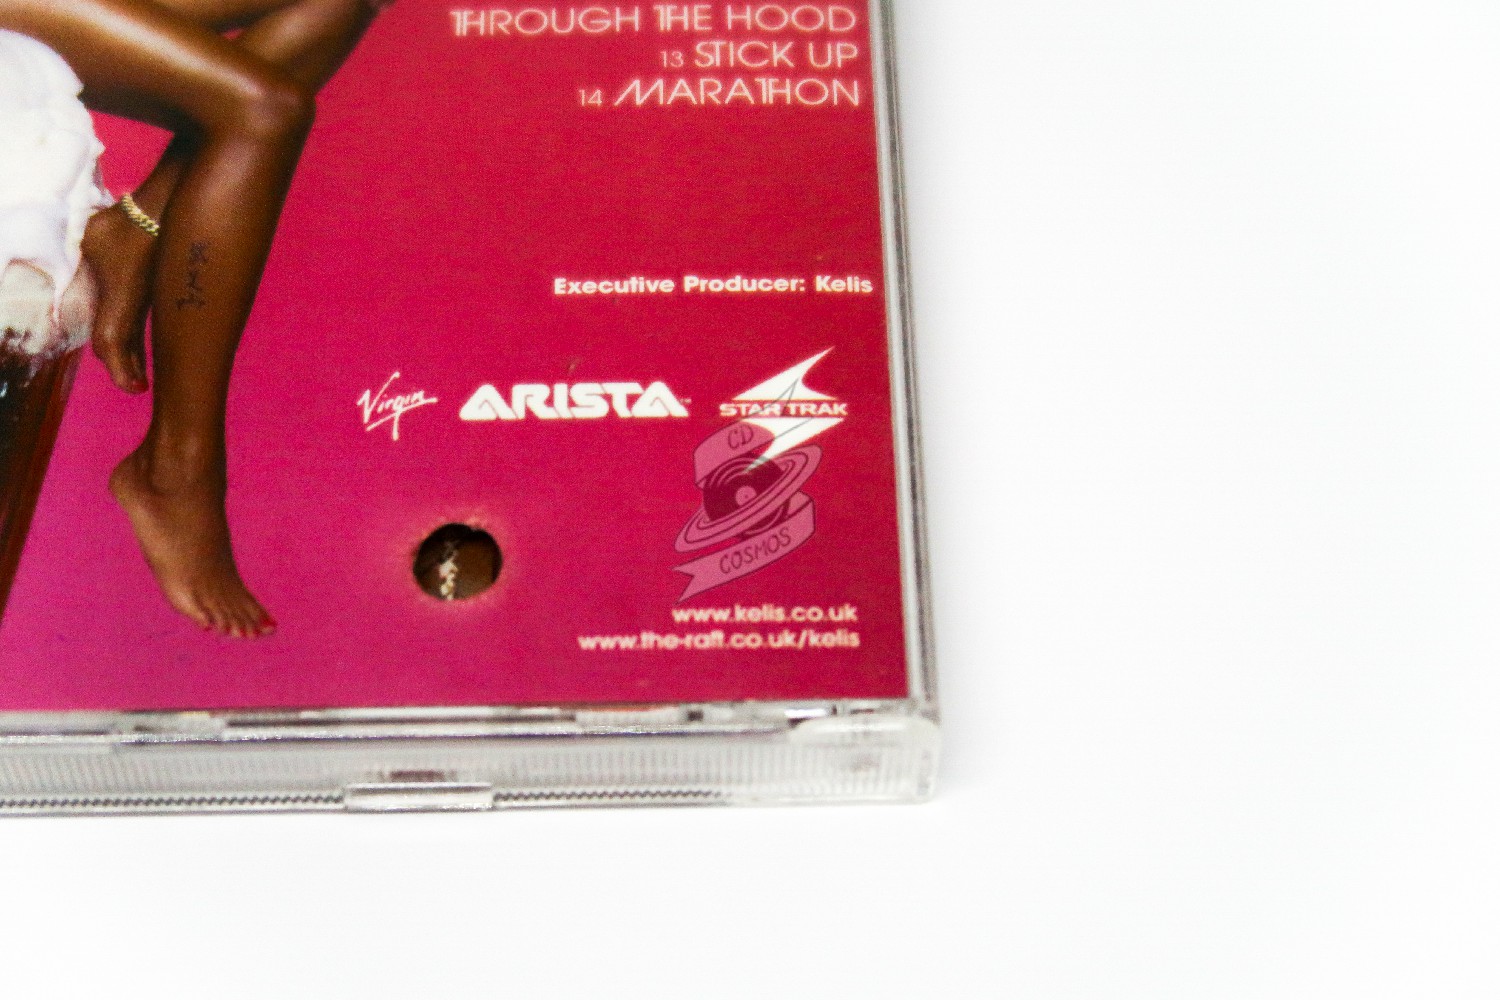 THROUGH THE HOOD
13 STICK UP
14 MARATHON
Executive Producer: Kelis
Virgin
ARISTA™
STAR TRAK
CD
COSMOS
www.kelis.co.uk
www.the-raft.co.uk/kelis